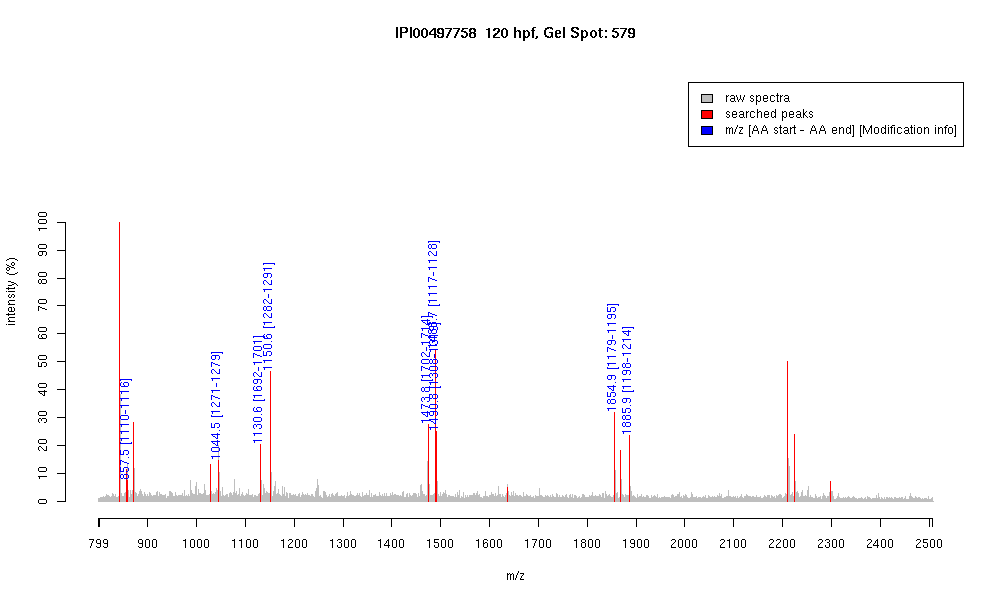 IPI00497758 120 hpf, Gel Spot: 579
raw spectra
searched peaks
m/z [AA start - AA end] [Modification info]
intensity (%)
100
90
80
70
60
50
40
30
20
10
0
857.5 [1110-1116]
1044.5 [1271-1279]
1130.6 [1692-1701]
1150.6 [1282-1291]
1473.8 [1702-1714]
[1117-1128]
1854.9 [1179-1195]
1885.9 [1198-1214]
799 900 1000 1100 1200 1300 1400 1500 1600 1700 1800 1900 2000 2100 2200 2300 2400 2500
m/z